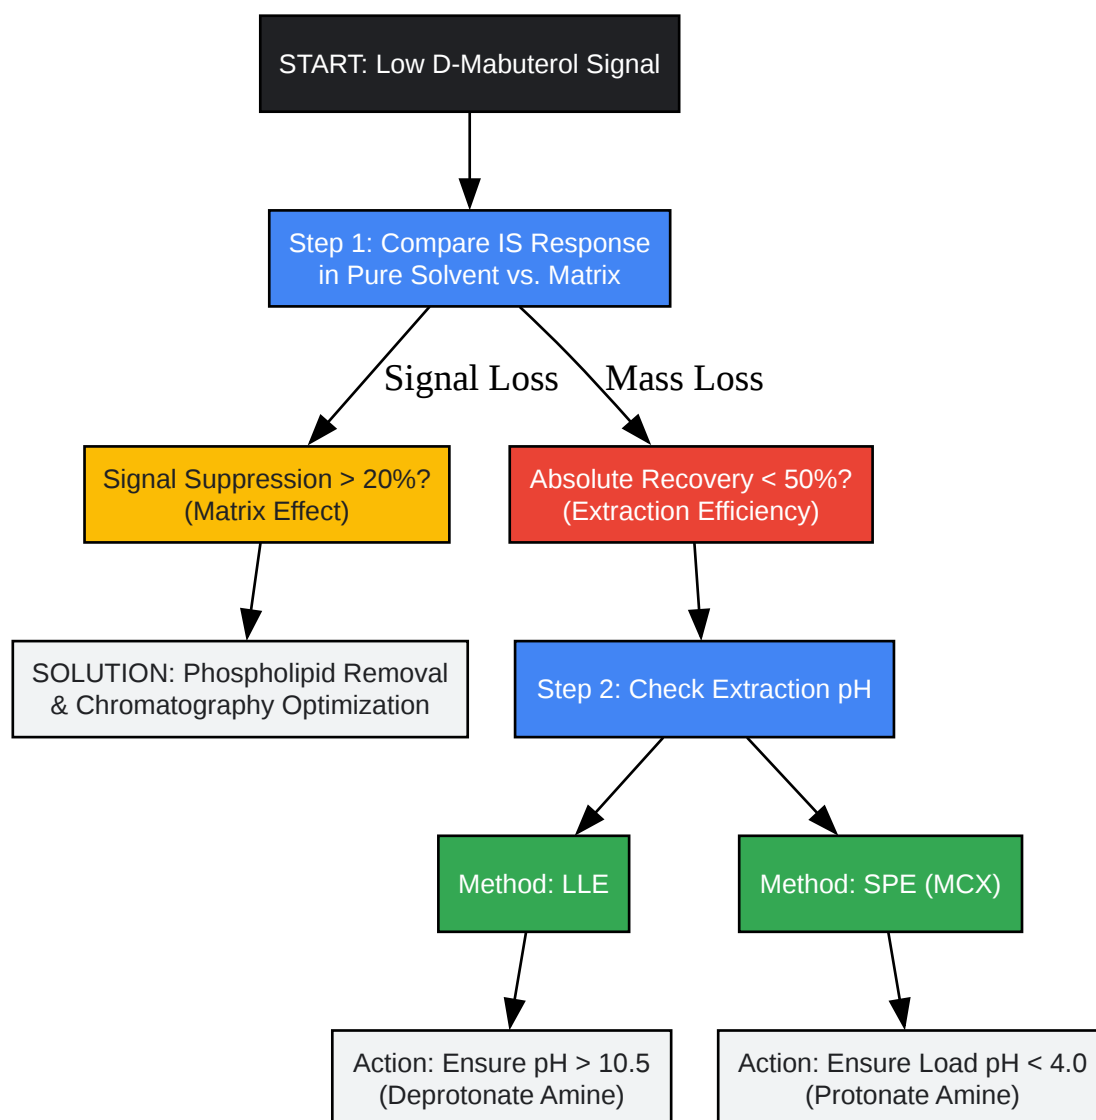 START: Low D-Mabuterol Signal
Step 1: Compare IS Response
in Pure Solvent vs. Matrix
Signal Loss
Mass Loss
Signal Suppression > 20%?
(Matrix Effect)
Absolute Recovery < 50%?
(Extraction Efficiency)
SOLUTION: Phospholipid Removal
& Chromatography Optimization
Step 2: Check Extraction pH
Method: LLE
Method: SPE (MCX)
Action: Ensure pH > 10.5
(Deprotonate Amine)
Action: Ensure Load pH < 4.0
(Protonate Amine)